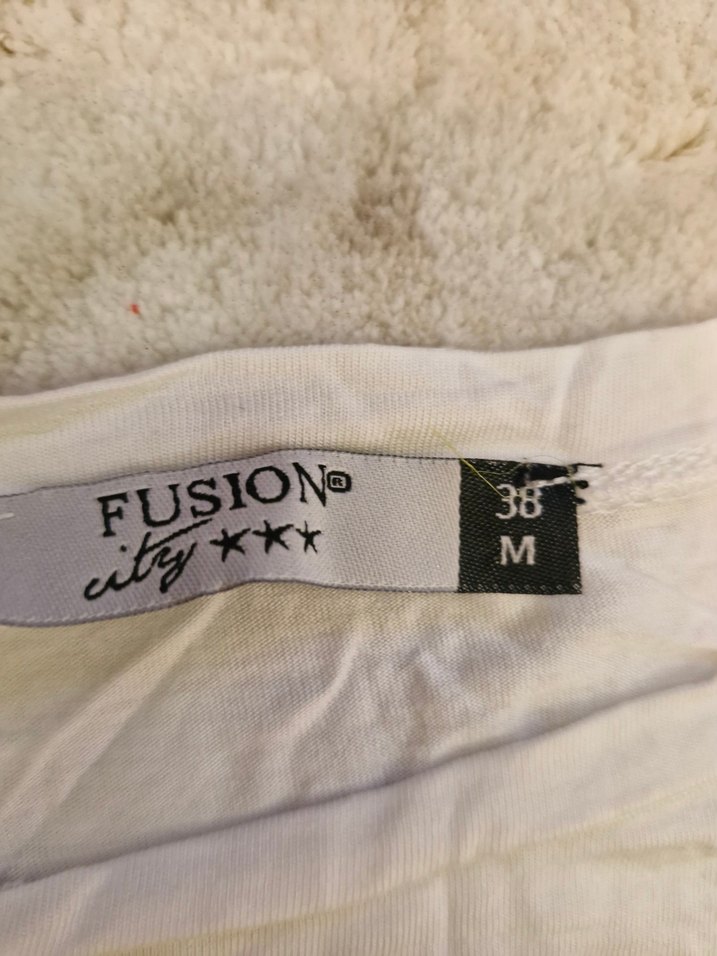 FUSION®
city ★★★
38
M